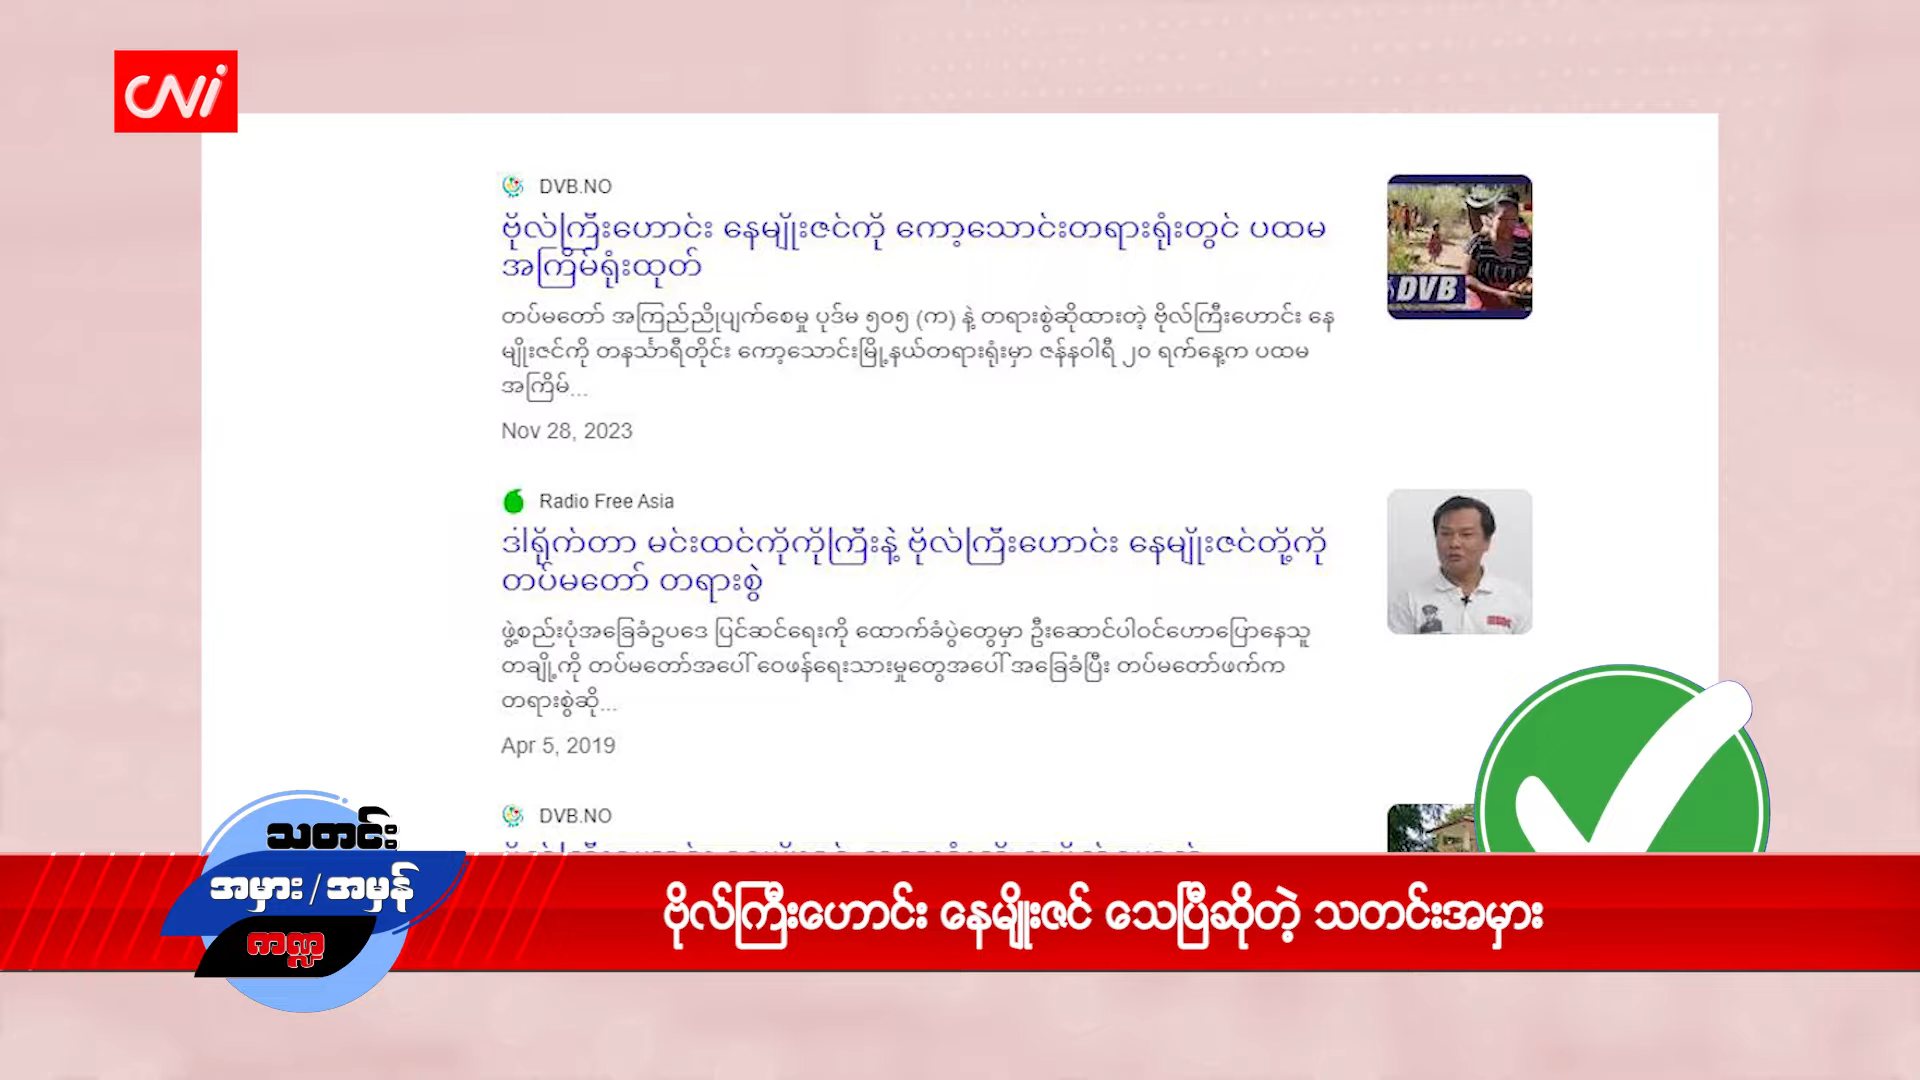 CNi
DVB.NO
ဗိုလ်ကြီးဟောင်း နေမျိုးဇင်ကို ကော့သောင်းတရားရုံးတွင် ပထမ
အကြိမ်ရုံးထုတ်
တပ်မတော် အကြည်ညိုပျက်စေမှု ပုဒ်မ ၅၀၅ (က) နဲ့ တရားစွဲဆိုထားတဲ့ ဗိုလ်ကြီးဟောင်း နေ
မျိုးဇင်ကို တနင်္သာရီတိုင်း ကော့သောင်းမြို့နယ်တရားရုံးမှာ ဇန်နဝါရီ ၂၀ ရက်နေ့က ပထမ
အကြိမ်...
Nov 28, 2023
DVB
Radio Free Asia
ဒါရိုက်တာ မင်းထင်ကိုကိုကြီးနဲ့ ဗိုလ်ကြီးဟောင်း နေမျိုးဇင်တို့ကို
တပ်မတော် တရားစွဲ
ဖွဲ့စည်းပုံအခြေခံဥပဒေ ပြင်ဆင်ရေးကို ထောက်ခံပွဲတွေမှာ ဦးဆောင်ပါဝင်ဟောပြောနေသူ
တချို့ကို တပ်မတော်အပေါ် ဝေဖန်ရေးသားမှုတွေအပေါ် အခြေခံပြီး တပ်မတော်ဖက်က
တရားစွဲဆို...
Apr 5, 2019
DVB.NO
သတင်း
အမှား / အမှန်
ကဏ္ဍ
ဗိုလ်ကြီးဟောင်း နေမျိုးဇင် သေပြီဆိုတဲ့ သတင်းအမှား